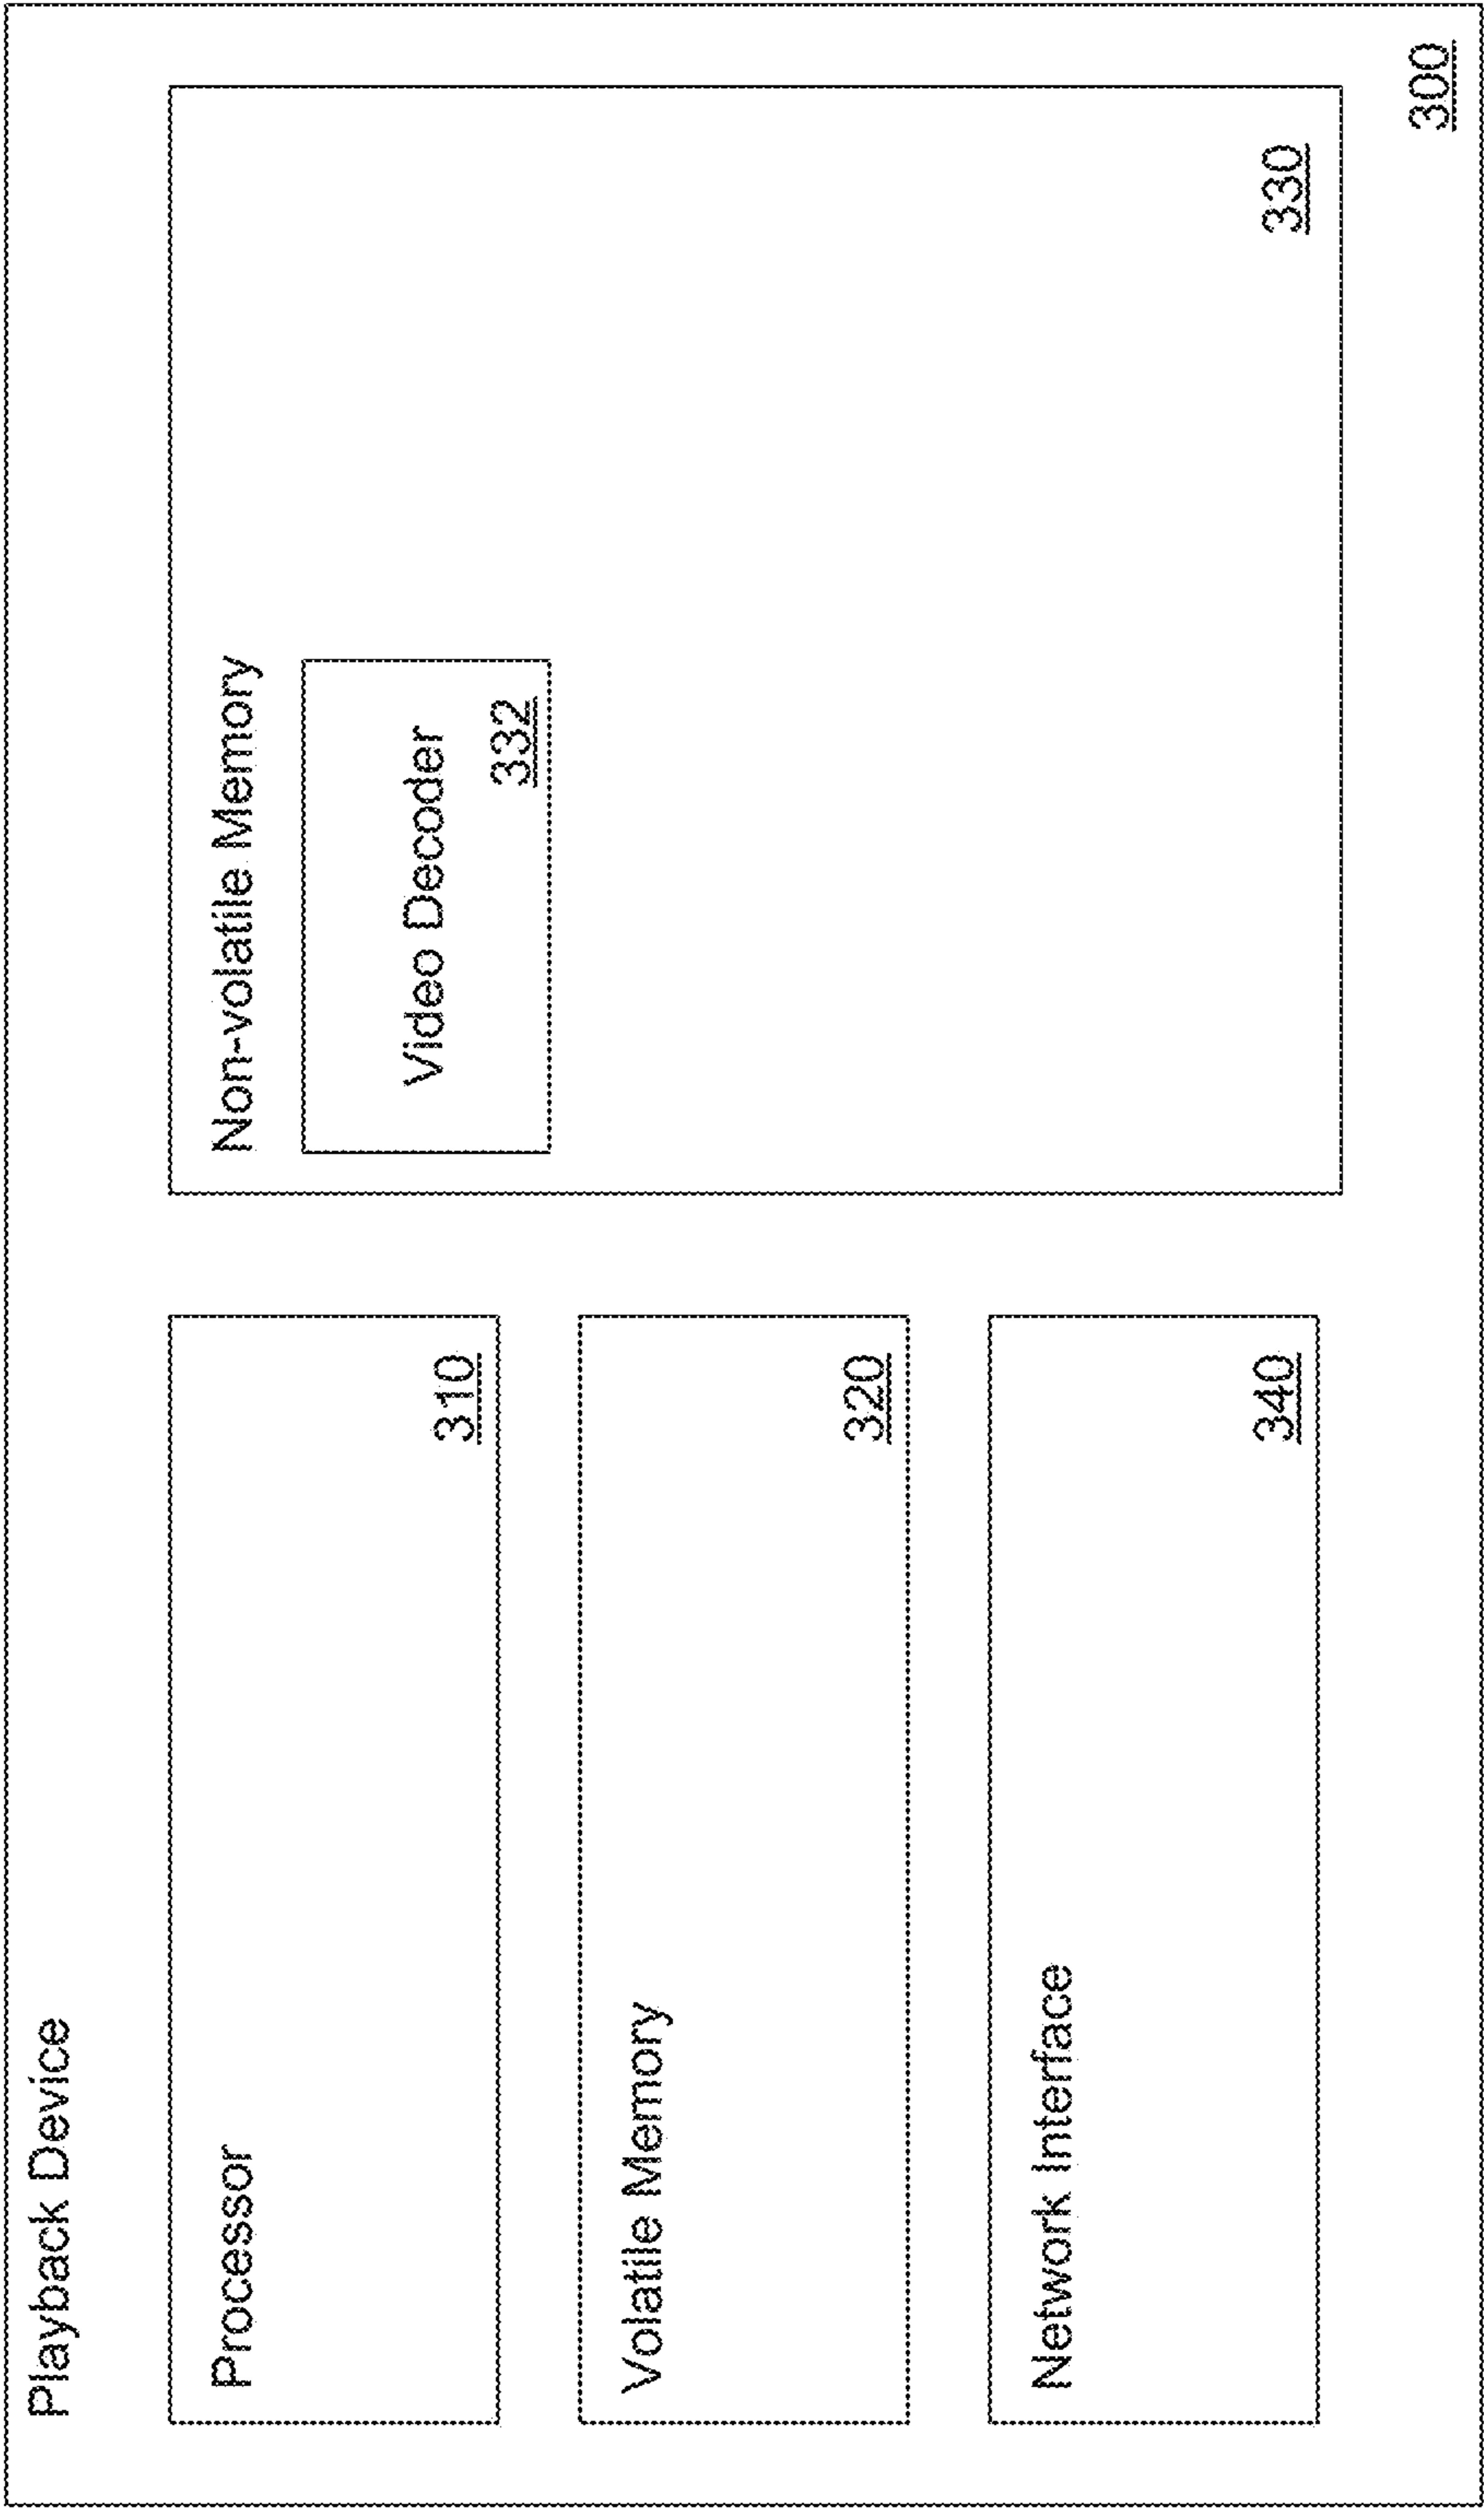 Playback Device
Processor
310
Volatile Memory
320
Network Interface
340
Non-volatile Memory
Video Decoder
332
330
300